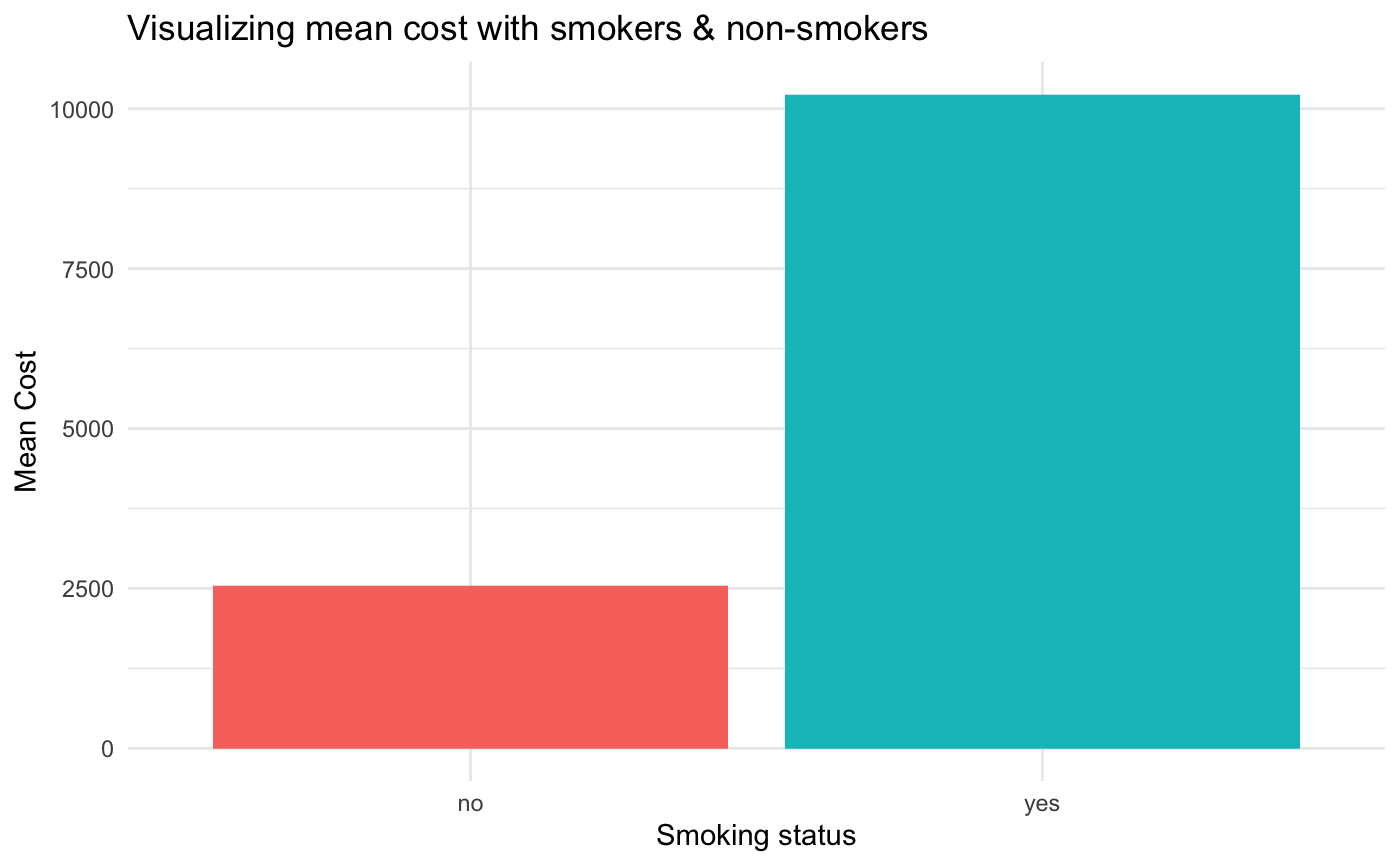 Visualizing mean cost with smokers & non-smokers
10000
7500
5000
2500
0
Mean Cost
no yes
Smoking status